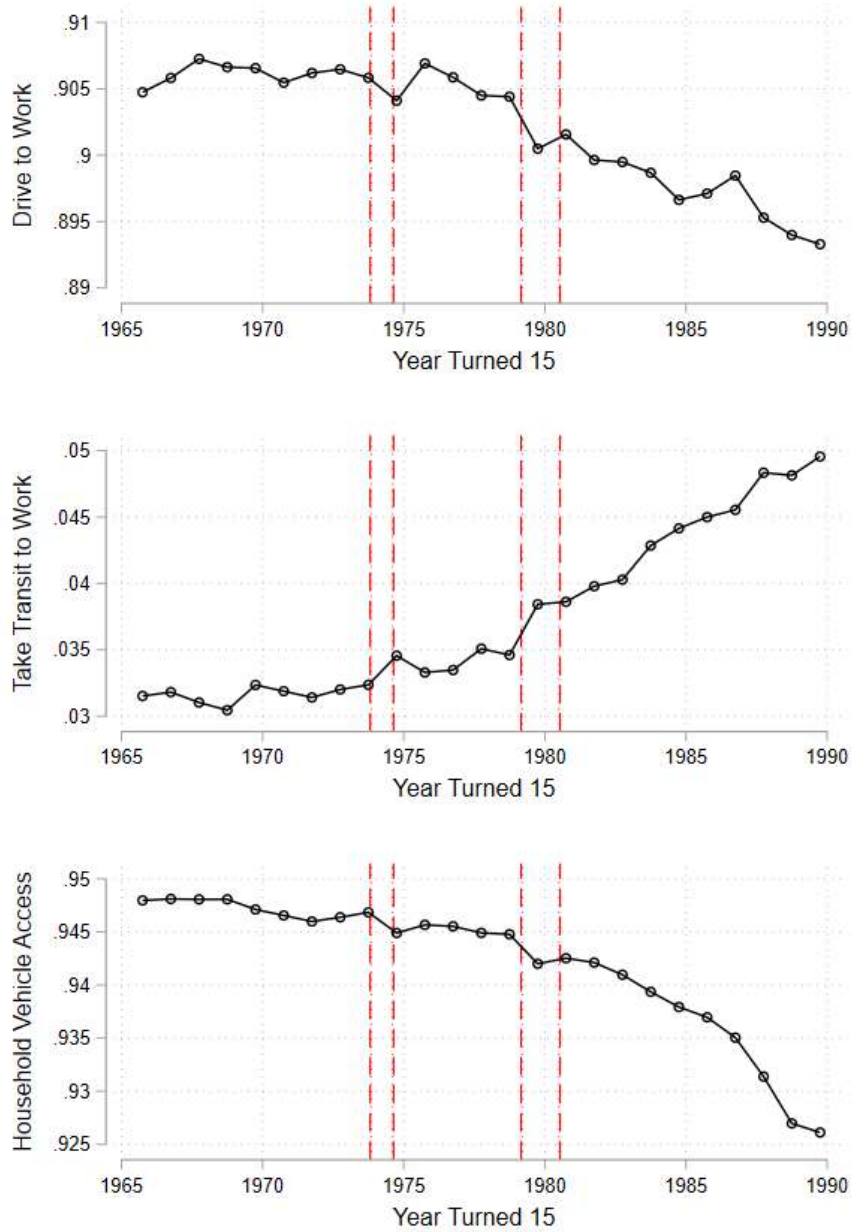 .91
.905
.9
.895
.89
Drive to Work
1965 1970 1975 1980 1985 1990
Year Turned 15
.05
.045
.04
.035
.03
Take Transit to Work
1965 1970 1975 1980 1985 1990
Year Turned 15
.95
.945
.94
.935
.93
.925
Household Vehicle Access
1965 1970 1975 1980 1985 1990
Year Turned 15